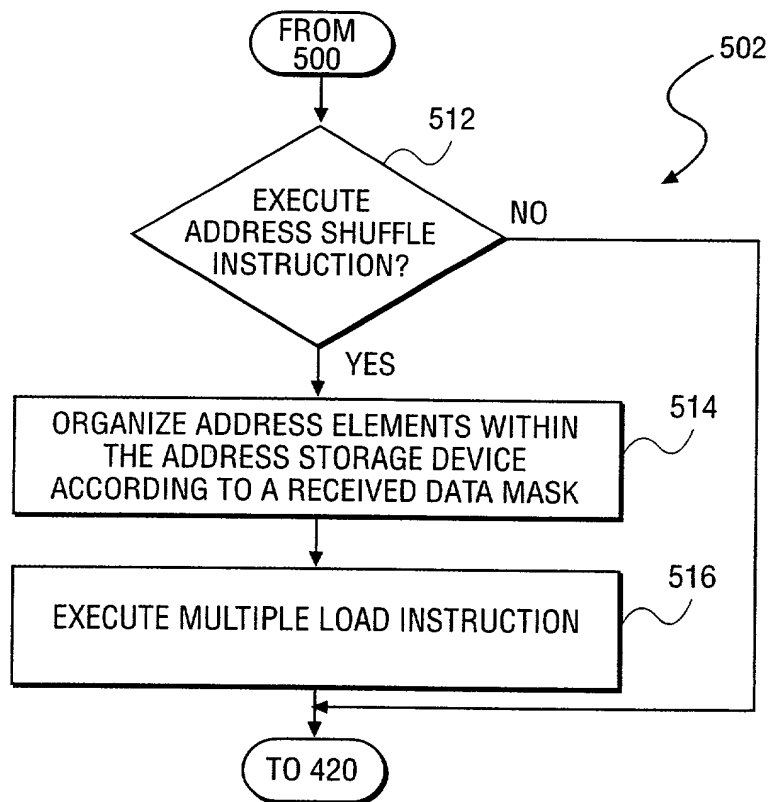 FROM
500
502
512
EXECUTE
ADDRESS SHUFFLE
INSTRUCTION?
NO
YES
514
ORGANIZE ADDRESS ELEMENTS WITHIN
THE ADDRESS STORAGE DEVICE
ACCORDING TO A RECEIVED DATA MASK
516
EXECUTE MULTIPLE LOAD INSTRUCTION
TO 420